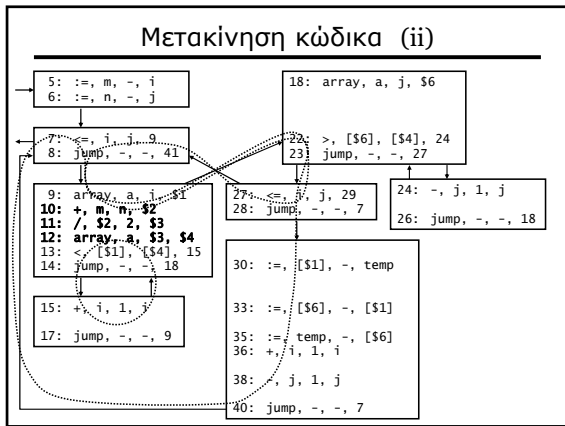 Μετακίνηση κώδικα (ii)
5: :=, m, -, i
6: :=, n, -, j
7: <=, i, j, 9
8: jump, -, -, 41
9: array, a, i, $1
10: +, m, n, $2
11: /, $2, 2, $3
12: array, a, $3, $4
13: <, [$1], [$4], 15
14: jump, -, -, 18
15: +, i, 1, i
17: jump, -, -, 9
18: array, a, j, $6
22: >, [$6], [$4], 24
23: jump, -, -, 27
24: -, j, 1, j
26: jump, -, -, 18
27: <=, i, j, 29
28: jump, -, -, 7
30: :=, [$1], -, temp
33: :=, [$6], -, [$1]
35: :=, temp, -, [$6]
36: +, i, 1, i
38: -, j, 1, j
40: jump, -, -, 7